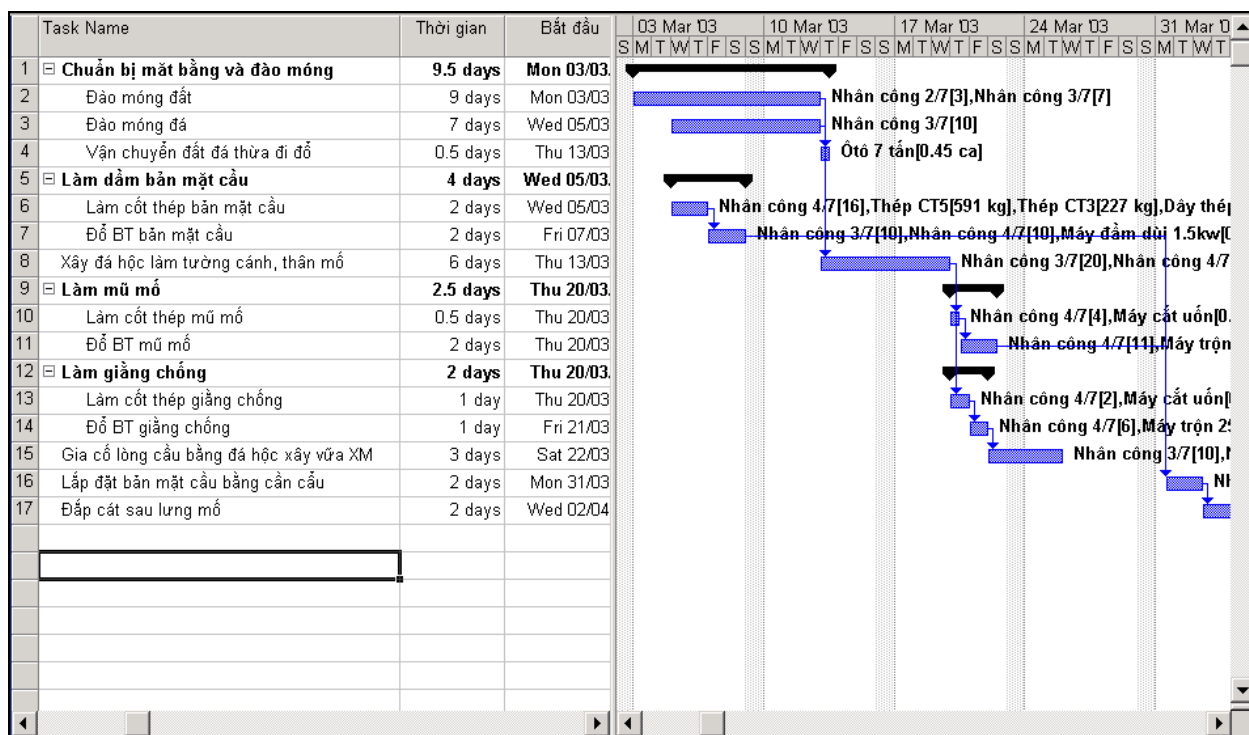 Task Name Thời gian Bắt đầu 03 Mar '03 10 Mar '03 17 Mar '03 24 Mar '03 31 Mar '0
S M T W T F S S M T W T F S S M T W T F S S M T W T F S S M T W T
1 Chuẩn bị măt bằng và đào móng 9.5 days Mon 03/03.
2 Đào móng đất 9 days Mon 03/03 Nhân công 2/7[3],Nhân công 3/7[7]
3 Đào móng đá 7 days Wed 05/03 Nhân công 3/7[10]
4 Vận chuyển đất đá thừa đi đổ 0.5 days Thu 13/03 Ôtô 7 tấn[0.45 ca]
5 Làm dầm bản mặt cầu 4 days Wed 05/03.
6 Làm cốt thép bản mặt cầu 2 days Wed 05/03 Nhân công 4/7[16],Thép CT5[591 kg],Thép CT3[227 kg],Dây thép
7 Đổ BT bản mặt cầu 2 days Fri 07/03 Nhân công 3/7[10],Nhân công 4/7[10],Máy đầm dùi 1.5kw[0
8 Xây đá hộc làm tường cánh, thân mố 6 days Thu 13/03 Nhân công 3/7[20],Nhân công 4/7
9 Làm mũ mố 2.5 days Thu 20/03.
10 Làm cốt thép mũ mố 0.5 days Thu 20/03 Nhân công 4/7[4],Máy cắt uốn[0.
11 Đổ BT mũ mố 2 days Thu 20/03 Nhân công 4/7[11],Máy trộn
12 Làm giằng chống 2 days Thu 20/03.
13 Làm cốt thép giằng chống 1 day Thu 20/03 Nhân công 4/7[2],Máy cắt uốn[
14 Đổ BT giằng chống 1 day Fri 21/03 Nhân công 4/7[6],Máy trộn 25
15 Gia cố lòng cầu bằng đá hộc xây vữa XM 3 days Sat 22/03 Nhân công 3/7[10],
16 Lắp đặt bản mặt cầu bằng cần cẩu 2 days Mon 31/03
17 Đắp cát sau lưng mố 2 days Wed 02/04